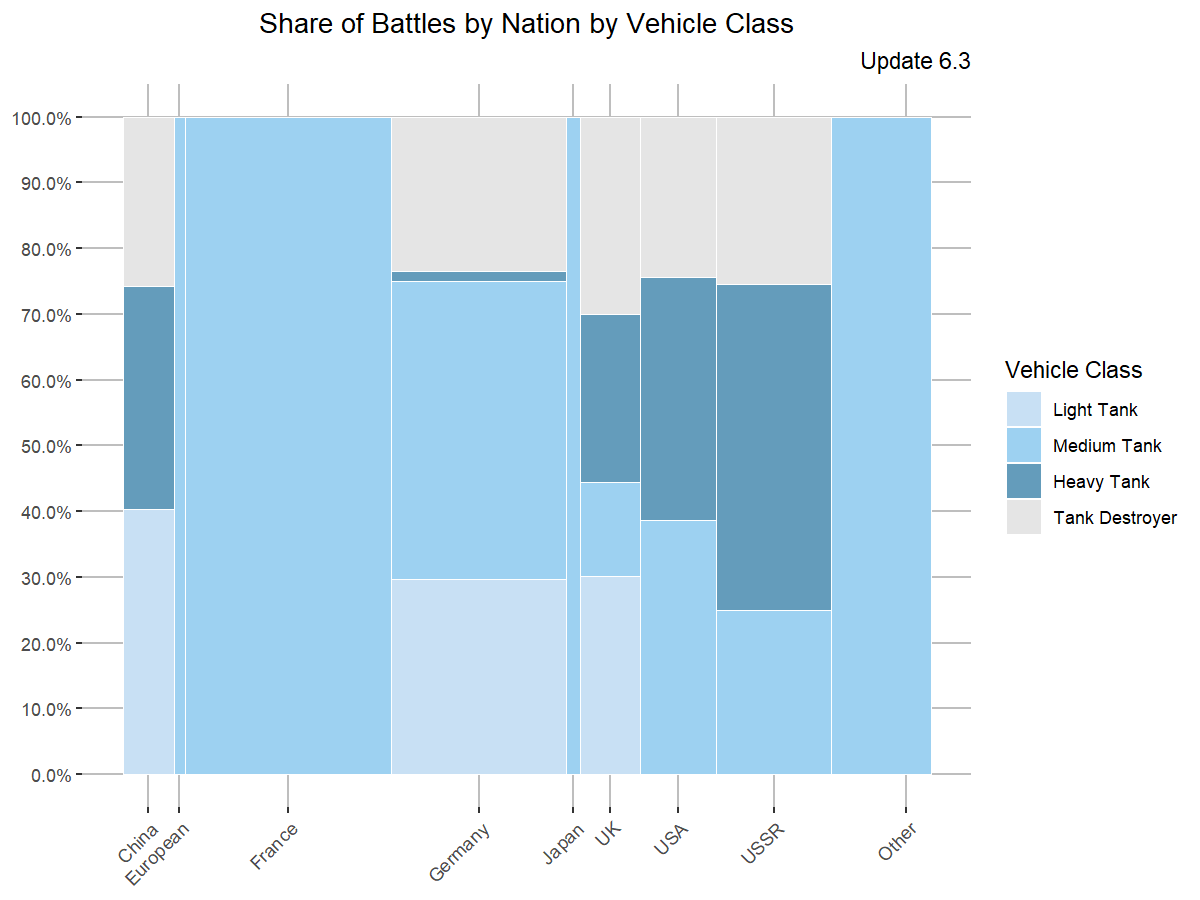 Share of Battles by Nation by Vehicle Class
Update 6.3
100.0%
90.0%
80.0%
70.0%
60.0%
50.0%
40.0%
30.0%
20.0%
10.0%
0.0%
China
European
France
Germany
Japan
UK
USA
USSR
Other
Vehicle Class
Light Tank
Medium Tank
Heavy Tank
Tank Destroyer